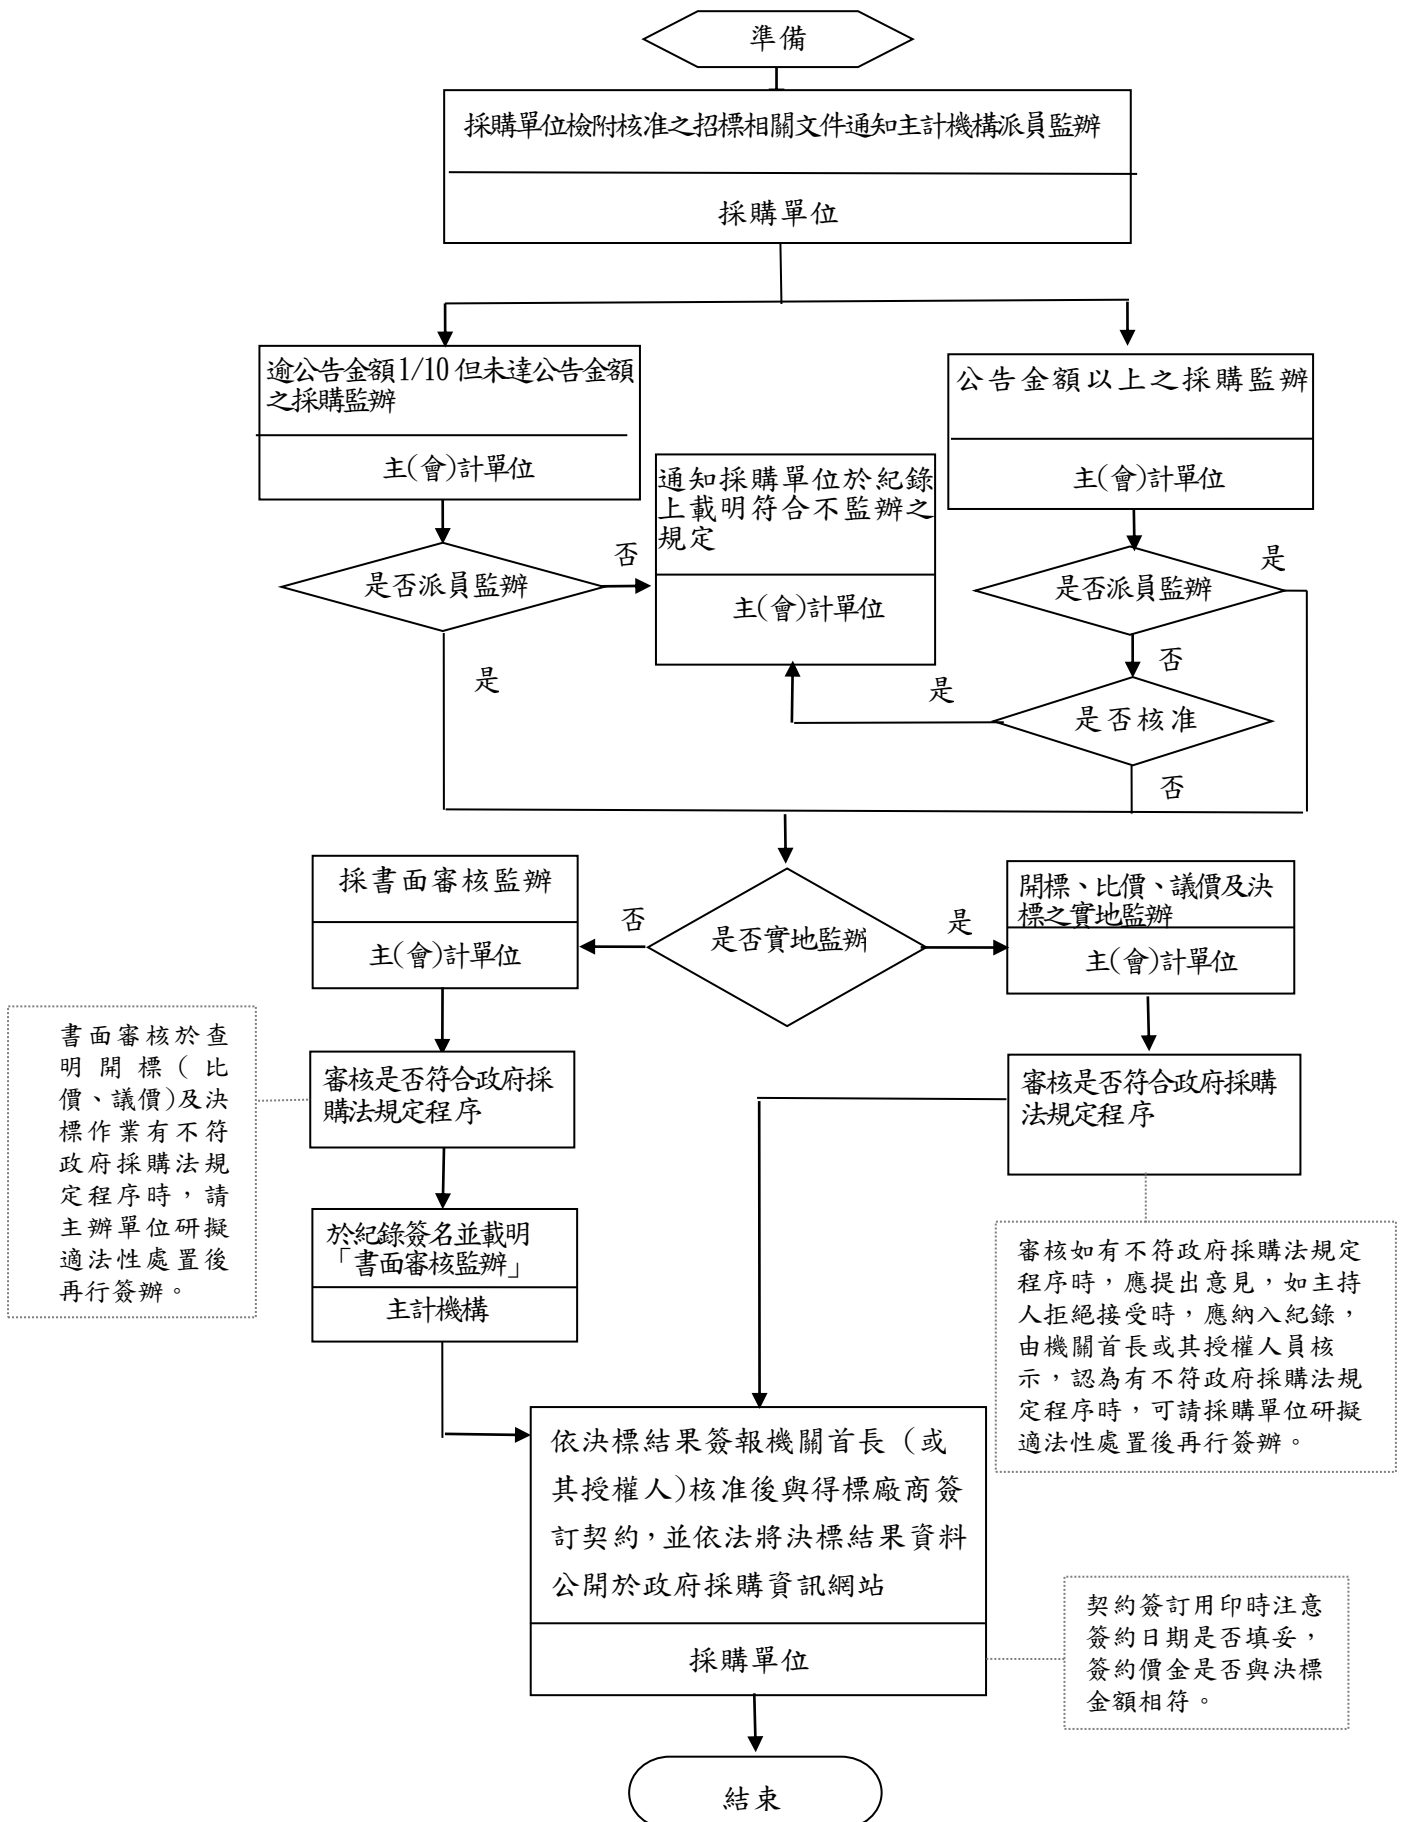 準備
採購單位檢附核准之招標相關文件通知主計機構派員監辦
採購單位
逾公告金額1/10但未達公告金額
之採購監辦
主(會)計單位
公告金額以上之採購監辦
主(會)計單位
通知採購單位於紀錄
上載明符合不監辦之
規定
主(會)計單位
是否派員監辦
否
是
是否派員監辦
是
否
是否核准
是
否
採書面審核監辦
主(會)計單位
否
是否實地監辦
是
開標、比價、議價及決
標之實地監辦
主(會)計單位
書面審核於查
明開標(比
價、議價)及決
標作業有不符
政府採購法規
定程序時，請
主辦單位研擬
適法性處置後
再行簽辦。
審核是否符合政府採
購法規定程序
審核是否符合政府採購
法規定程序
於紀錄簽名並載明
「書面審核監辦」
主計機構
審核如有不符政府採購法規定
程序時，應提出意見，如主持
人拒絕接受時，應納入紀錄，
由機關首長或其授權人員核
示，認為有不符政府採購法規
定程序時，可請採購單位研擬
適法性處置後再行簽辦。
依決標結果簽報機關首長（或
其授權人)核准後與得標廠商簽
訂契約，並依法將決標結果資料
公開於政府採購資訊網站
採購單位
契約簽訂用印時注意
簽約日期是否填妥，
簽約價金是否與決標
金額相符。
結束